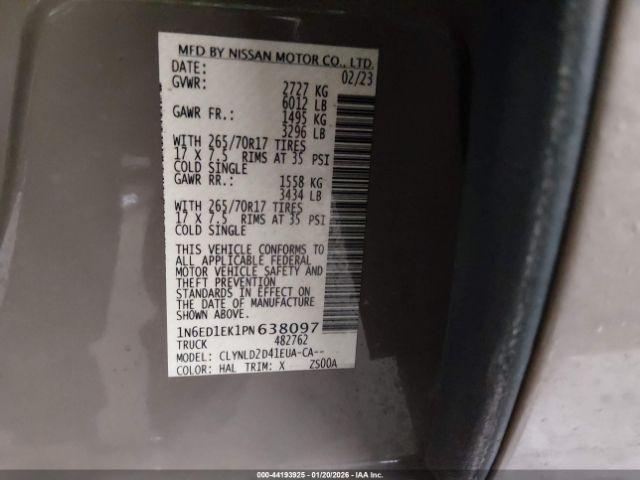 MFD BY NISSAN MOTOR CO., LTD.
DATE: 02/23
GVWR: 2727 KG
6012 LB
GAWR FR.: 1495 KG
3296 LB
WITH 265/70R17 TIRES
17 X 7.5 RIMS AT 35 PSI
COLD SINGLE
GAWR RR.: 1558 KG
3434 LB
WITH 265/70R17 TIRES
17 X 7.5 RIMS AT 35 PSI
COLD SINGLE
THIS VEHICLE CONFORMS TO
ALL APPLICABLE FEDERAL
MOTOR VEHICLE SAFETY AND
THEFT PREVENTION
STANDARDS IN EFFECT ON
THE DATE OF MANUFACTURE
SHOWN ABOVE.
1N6ED1EK1PN638097
TRUCK 482762
MODEL: CLYNLDZD41EUA-CA--
COLOR: HAL TRIM: X ZS00A
000-44193925 - 01/20/2026 - IAA Inc.